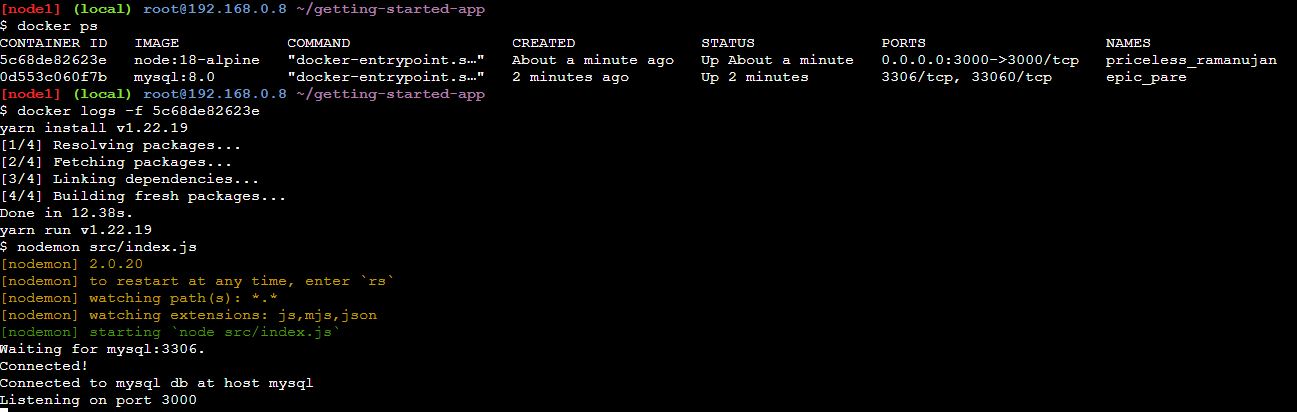 [node1] (local) root@192.168.0.8 ~/getting-started-app
$ docker ps
CONTAINER ID   IMAGE            COMMAND                  CREATED              STATUS              PORTS                    NAMES
5c68de82623e   node:18-alpine   "docker-entrypoint.s…"   About a minute ago   Up About a minute   0.0.0.0:3000->3000/tcp   priceless_ramanujan
0d553c060f7b   mysql:8.0        "docker-entrypoint.s…"   2 minutes ago        Up 2 minutes        3306/tcp, 33060/tcp      epic_pare
[node1] (local) root@192.168.0.8 ~/getting-started-app
$ docker logs -f 5c68de82623e
yarn install v1.22.19
[1/4] Resolving packages...
[2/4] Fetching packages...
[3/4] Linking dependencies...
[4/4] Building fresh packages...
Done in 12.38s.
yarn run v1.22.19
$ nodemon src/index.js
[nodemon] 2.0.20
[nodemon] to restart at any time, enter `rs`
[nodemon] watching path(s): *.*
[nodemon] watching extensions: js,mjs,json
[nodemon] starting `node src/index.js`
Waiting for mysql:3306.
Connected!
Connected to mysql db at host mysql
Listening on port 3000